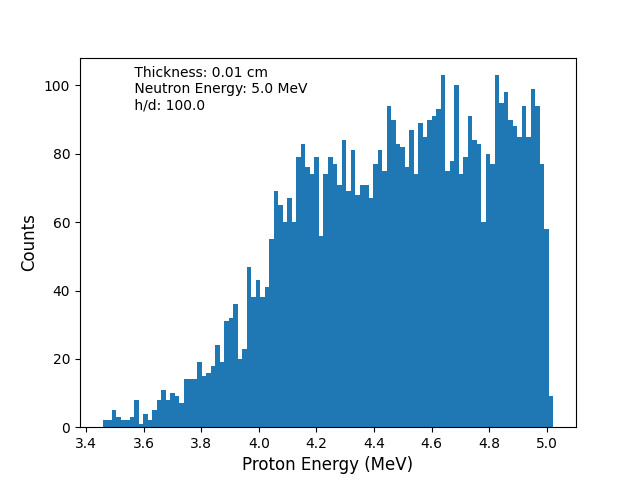 Thickness: 0.01 cm
Neutron Energy: 5.0 MeV
h/d: 100.0
100
80
60
40
20
0
Counts
3.4 3.6 3.8 4.0 4.2 4.4 4.6 4.8 5.0
Proton Energy (MeV)